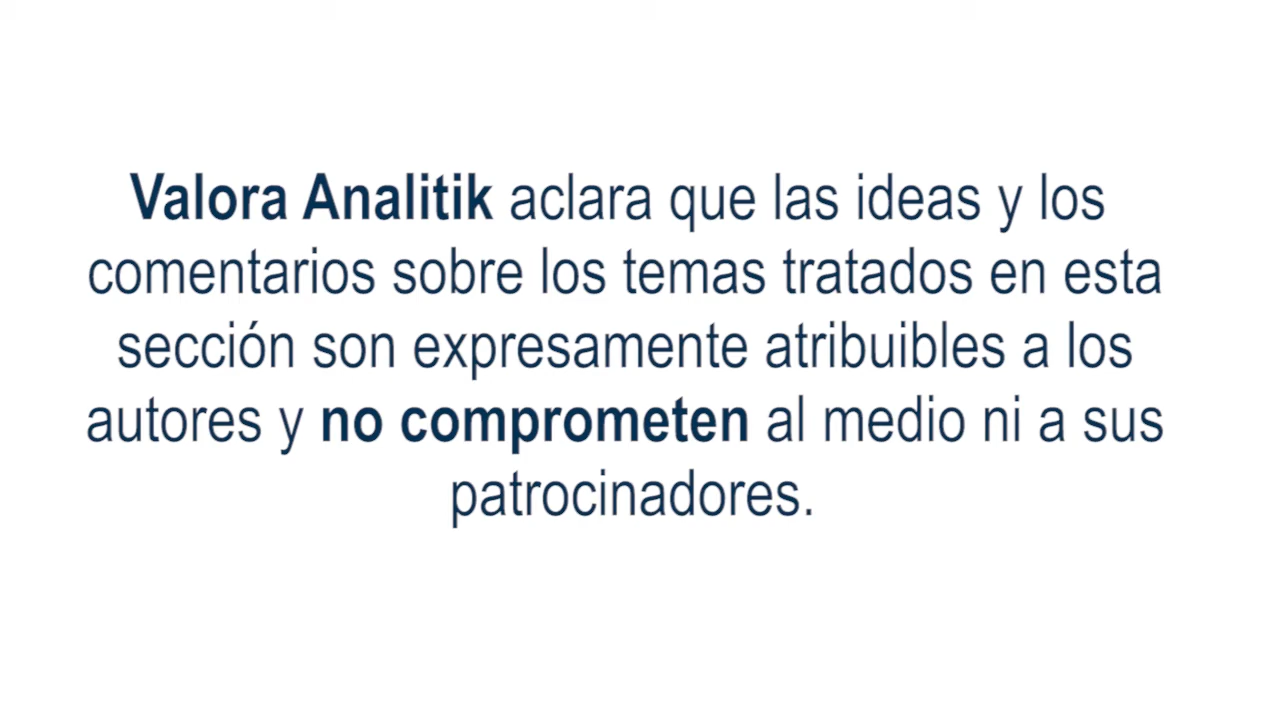 Valora Analitik aclara que las ideas y los
comentarios sobre los temas tratados en esta
sección son expresamente atribuibles a los
autores y no comprometen al medio ni a sus
patrocinadores.